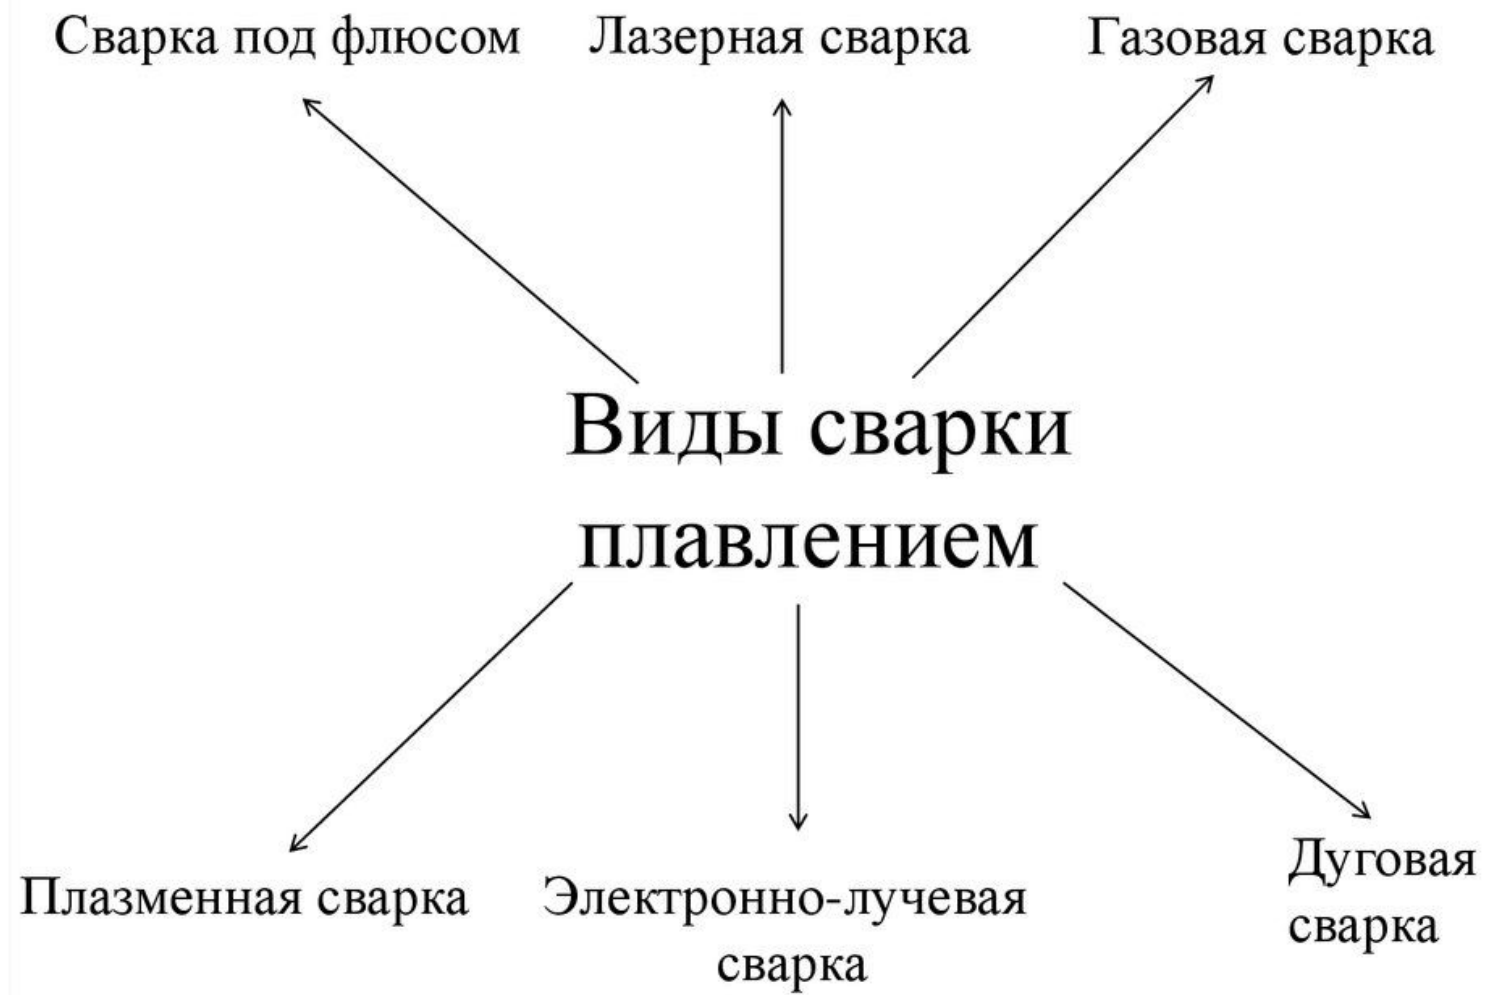 Сварка под флюсом
Лазерная сварка
Газовая сварка
Виды сварки
плавлением
Плазменная сварка
Электронно-лучевая
сварка
Дуговая
сварка